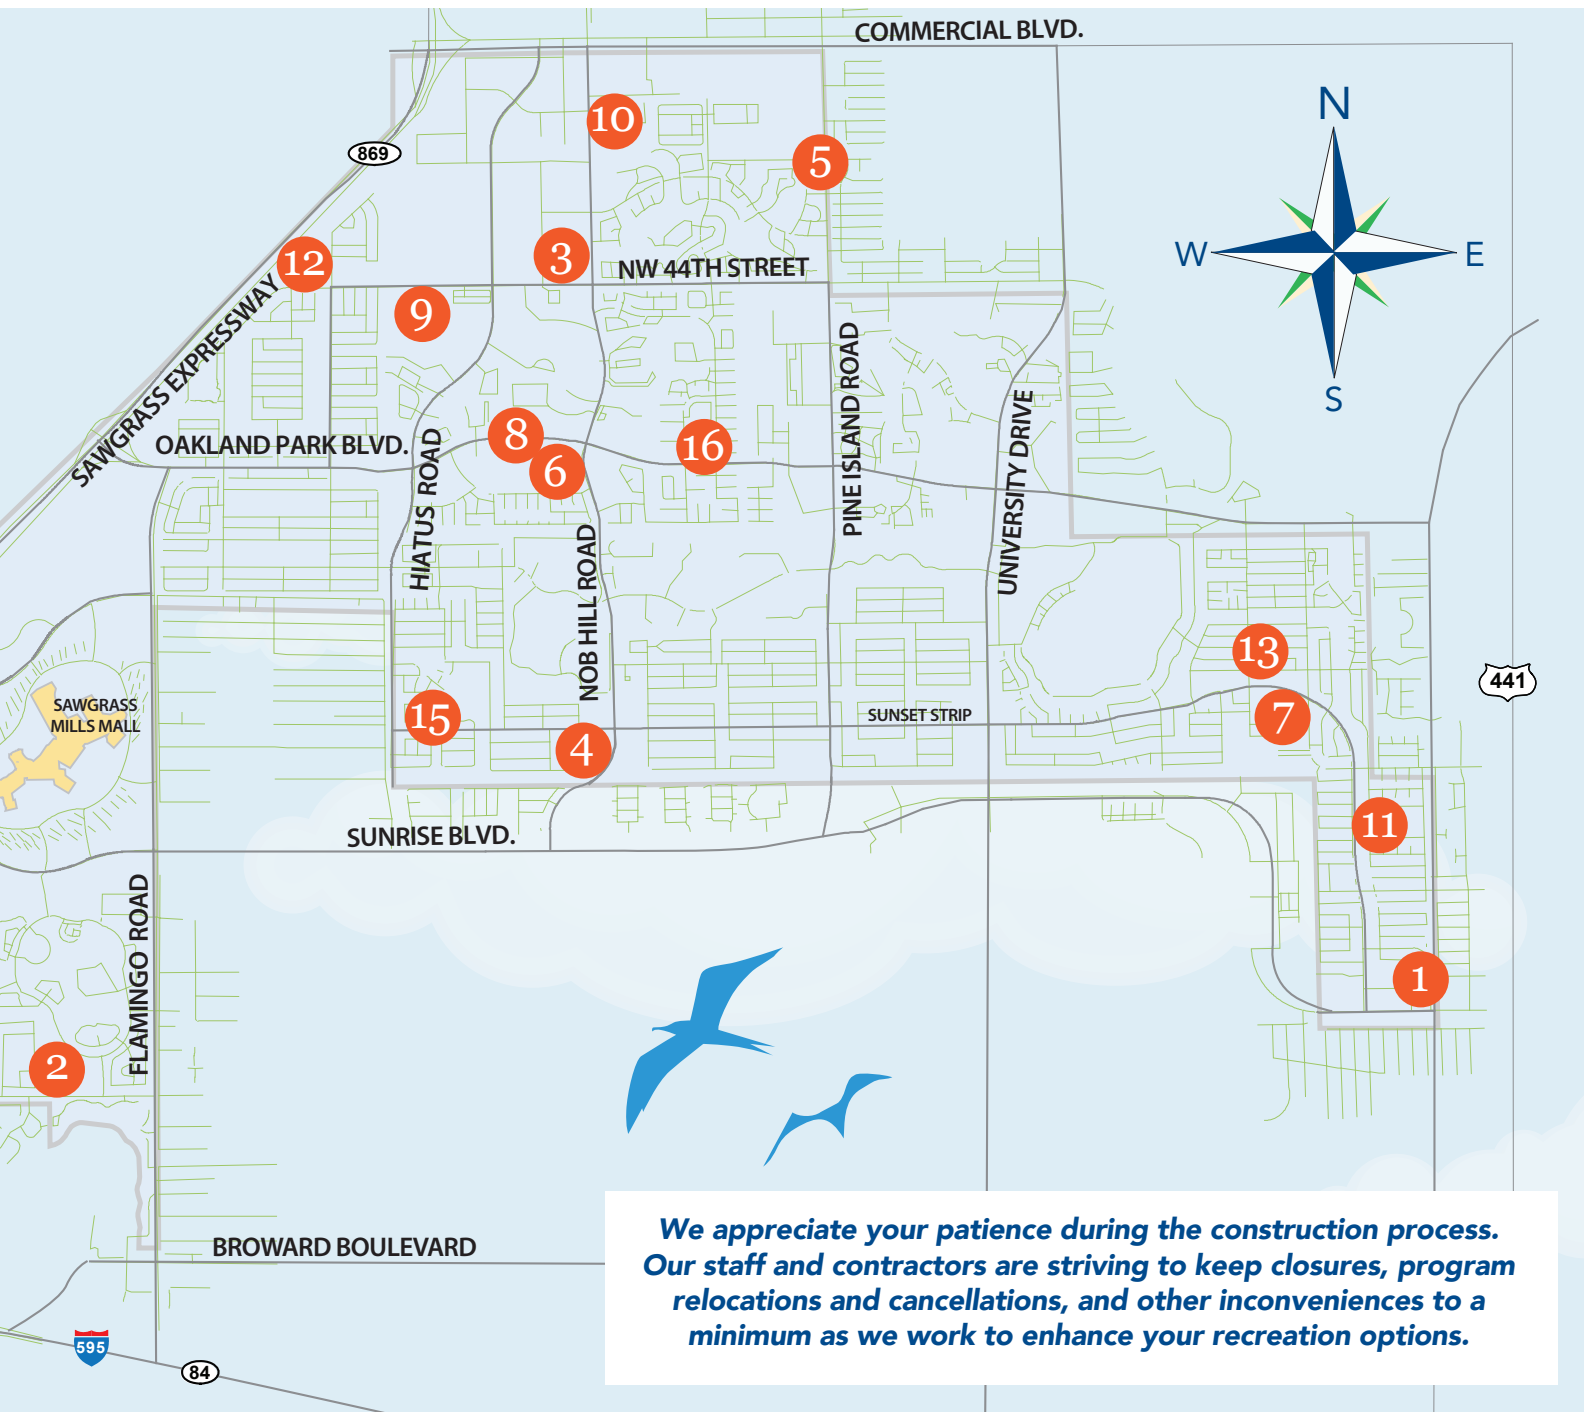 COMMERCIAL BLVD.
N
10
869
5
W
E
3
12
NW 44TH STREET
9
SAWGRASS EXPRESSWAY
PINE ISLAND ROAD
S
UNIVERSITY DRIVE
8
OAKLAND PARK BLVD.
HIATUS ROAD
16
6
NOB HILL ROAD
13
441
SAWGRASS
MILLS MALL
15
SUNSET STRIP
7
4
11
SUNRISE BLVD.
FLAMINGO ROAD
1
2
BROWARD BOULEVARD
We appreciate your patience during the construction process.
Our staff and contractors are striving to keep closures, program
relocations and cancellations, and other inconveniences to a
minimum as we work to enhance your recreation options.
595
84